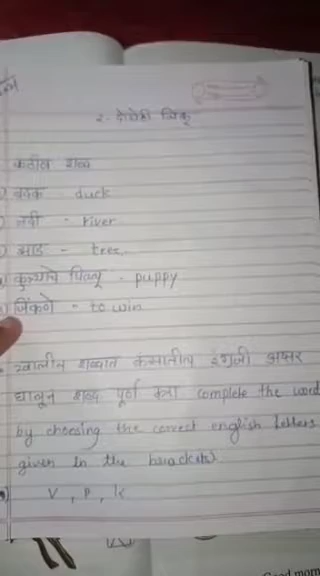 २. दोघेही जिंकू
कठीण शब्द
बदक duck
नदी - river
झाड - tree
कुत्र्याचे पिल्लू - puppy
जिंकणे - to win
खालील शब्दात कंसातील इंग्रजी अक्षर
घालून शब्द पूर्ण करा complete the word
by choosing the correct english letters
given in the brackets
v , p , k